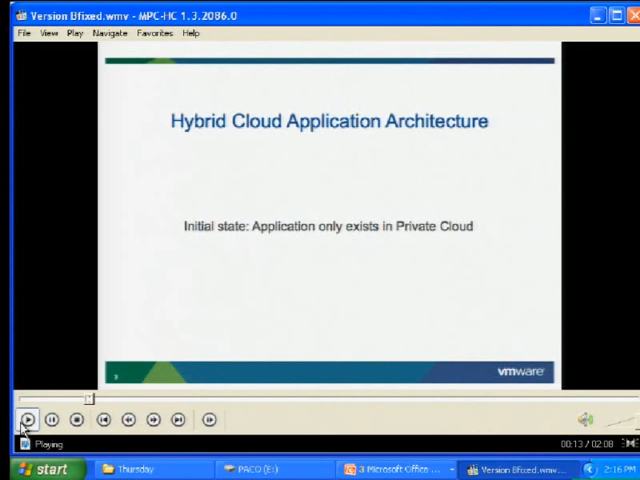 Version Bfixed.wmv - MPC-HC 1.3.2086.0
File View Play Navigate Favorites Help
Hybrid Cloud Application Architecture
Initial state: Application only exists in Private Cloud
3
vmware
Playing
00:13 / 02:08
start
Thursday
PACO (E:)
3 Microsoft Office ...
Version Bfixed.wmv...
2:16 PM